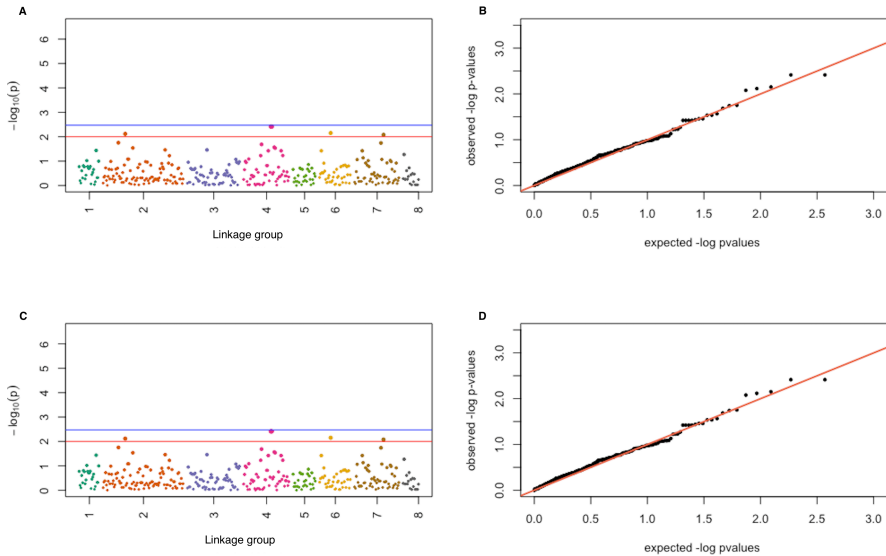 A
− log₁₀(p)
6
5
4
3
2
1
0
1 2 3 4 5 6 7 8
Linkage group
B
observed -log p-values
3.0
2.0
1.0
0.0
0.0 0.5 1.0 1.5 2.0 2.5 3.0
expected -log pvalues
C
− log₁₀(p)
6
5
4
3
2
1
0
1 2 3 4 5 6 7 8
Linkage group
D
observed -log p-values
3.0
2.0
1.0
0.0
0.0 0.5 1.0 1.5 2.0 2.5 3.0
expected -log pvalues